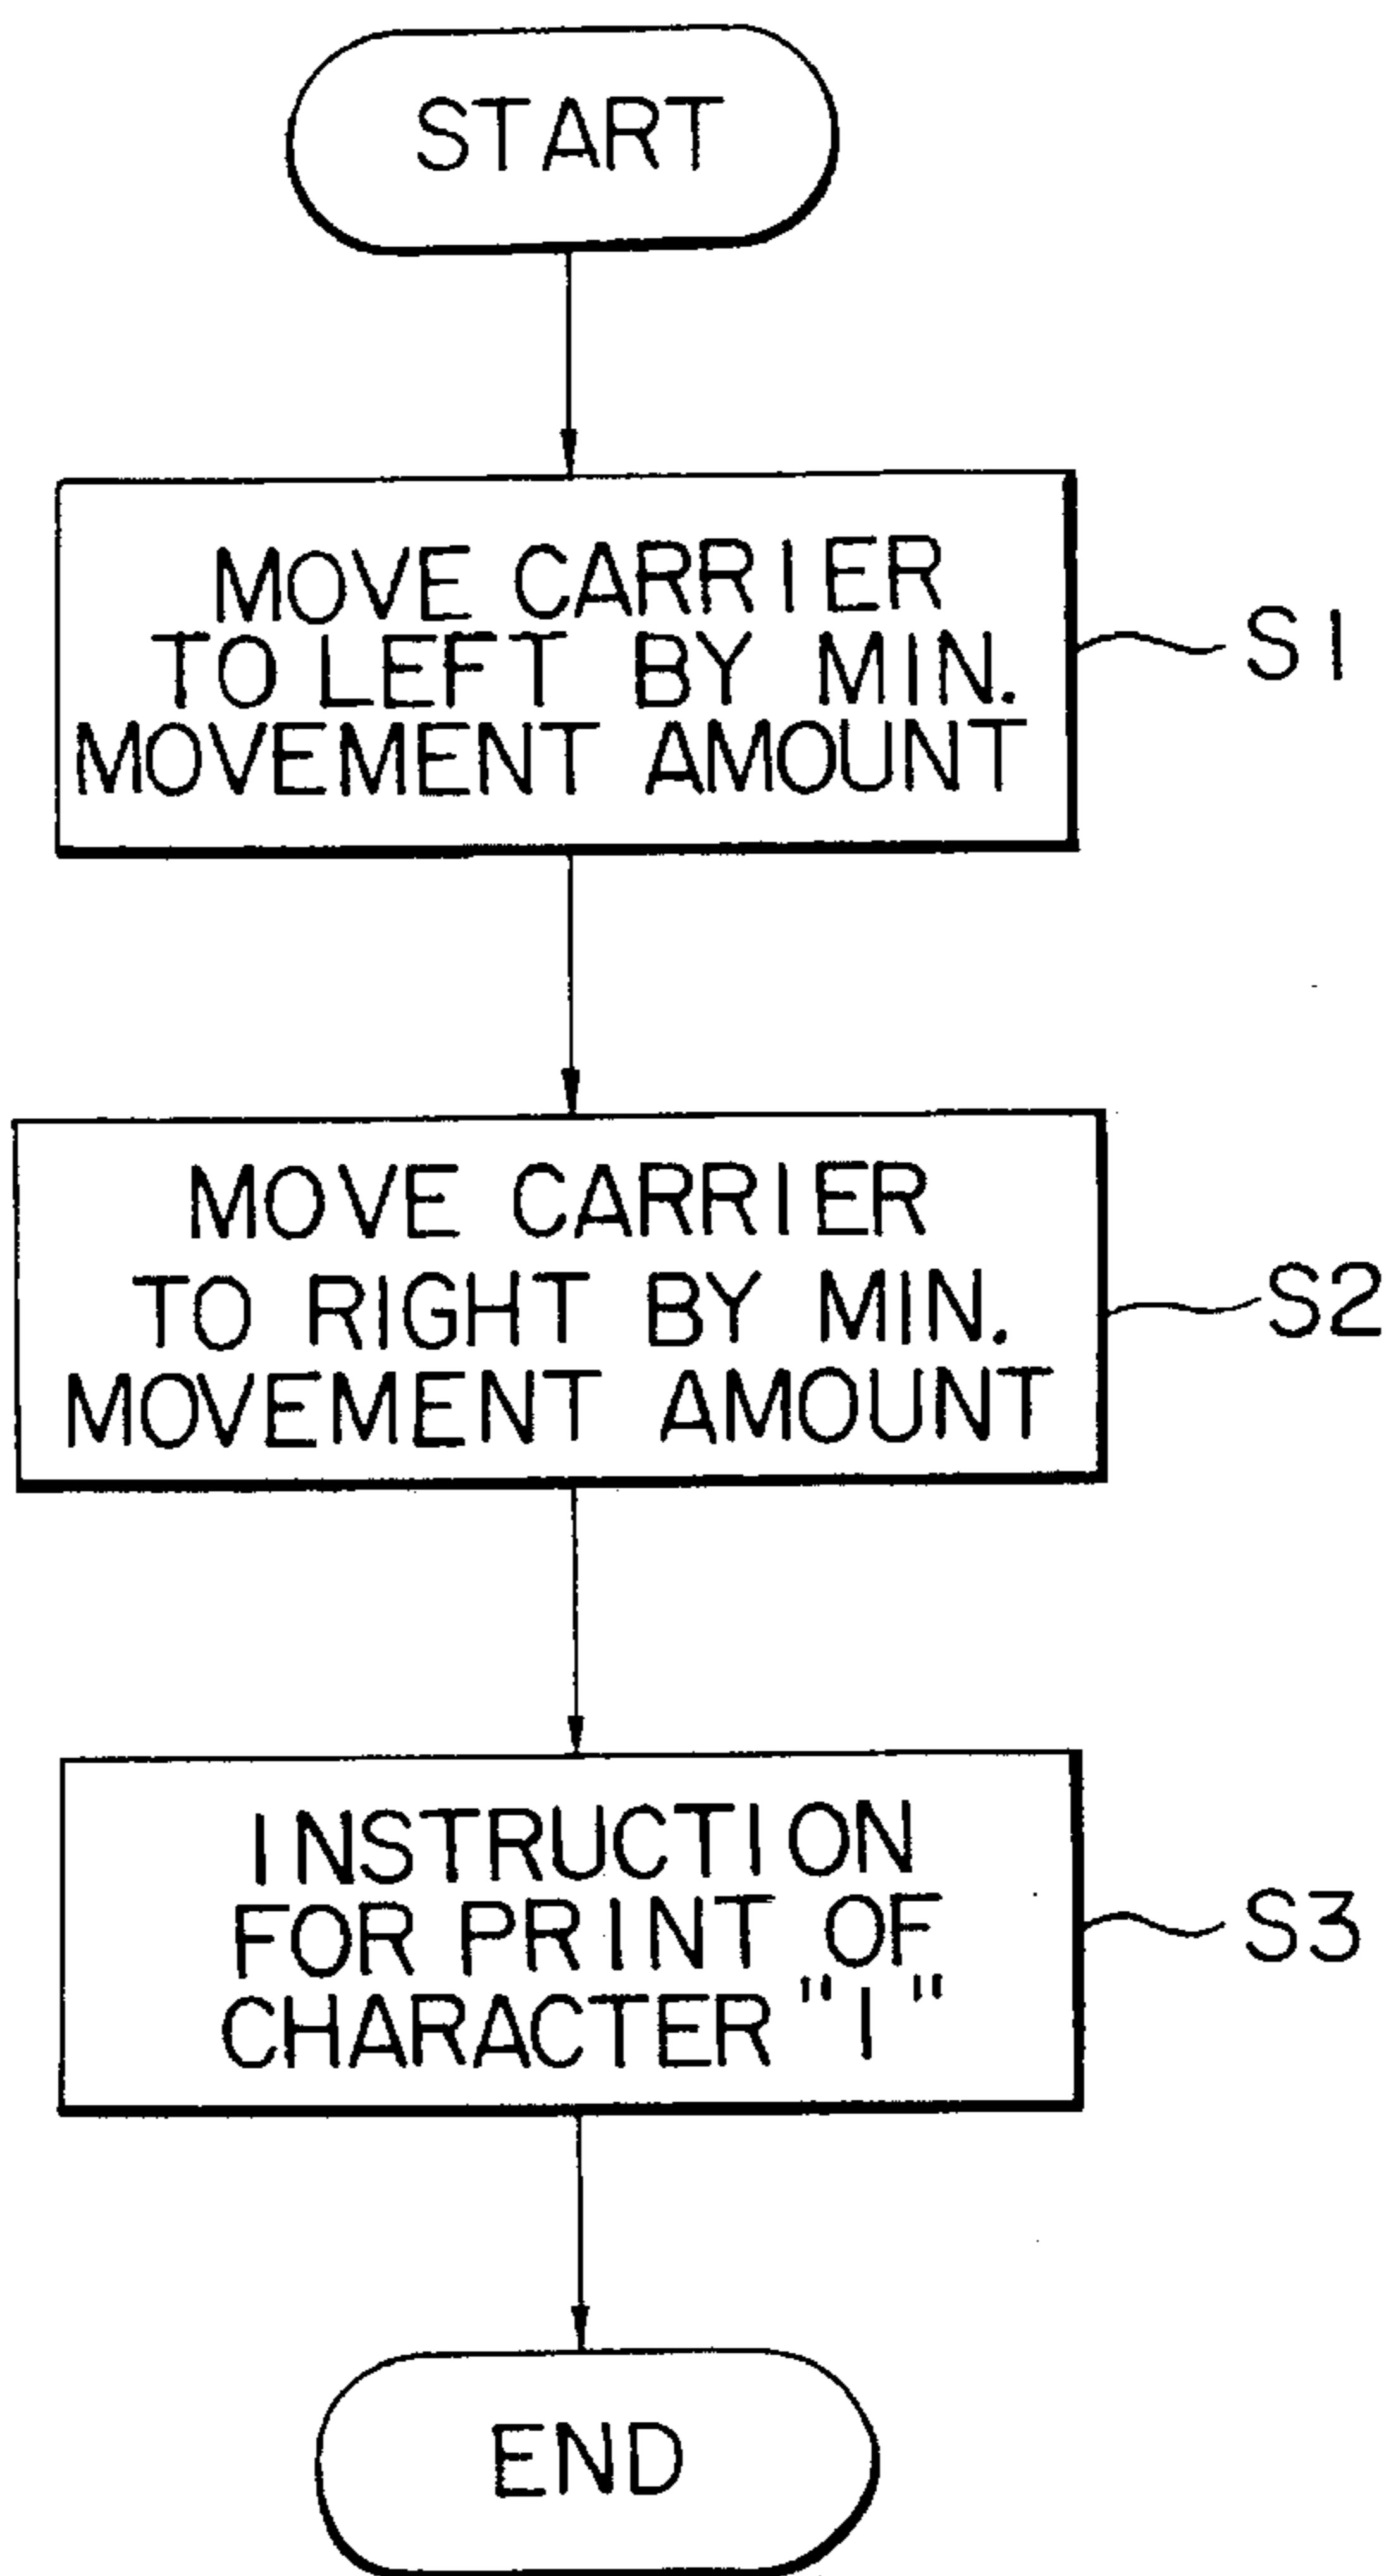 START
MOVE CARRIER
TO LEFT BY MIN.
MOVEMENT AMOUNT
S1
MOVE CARRIER
TO RIGHT BY MIN.
MOVEMENT AMOUNT
S2
INSTRUCTION
FOR PRINT OF
CHARACTER "I"
S3
END